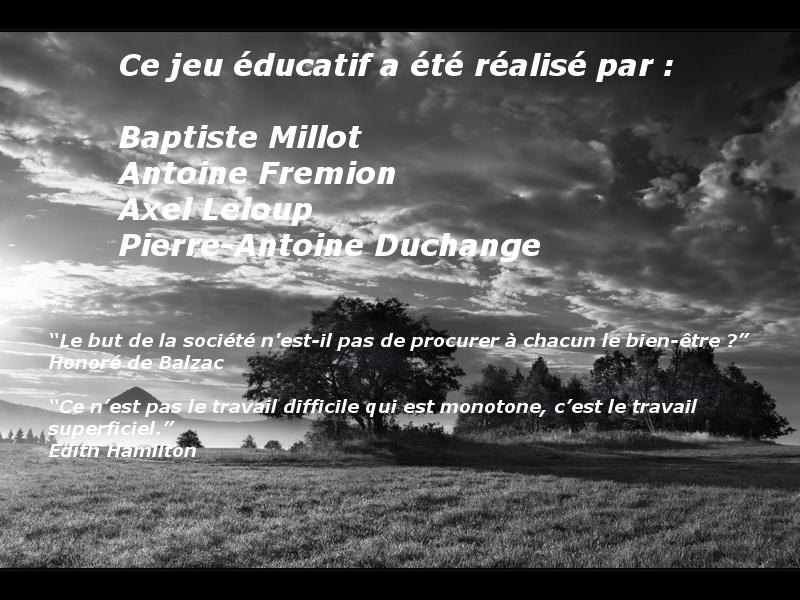 Ce jeu éducatif a été réalisé par :
Baptiste Millot
Antoine Fremion
Axel Leloup
Pierre-Antoine Duchange
“Le but de la société n'est-il pas de procurer à chacun le bien-être ?”
Honoré de Balzac
“Ce n’est pas le travail difficile qui est monotone, c’est le travail
superficiel.”
Edith Hamilton